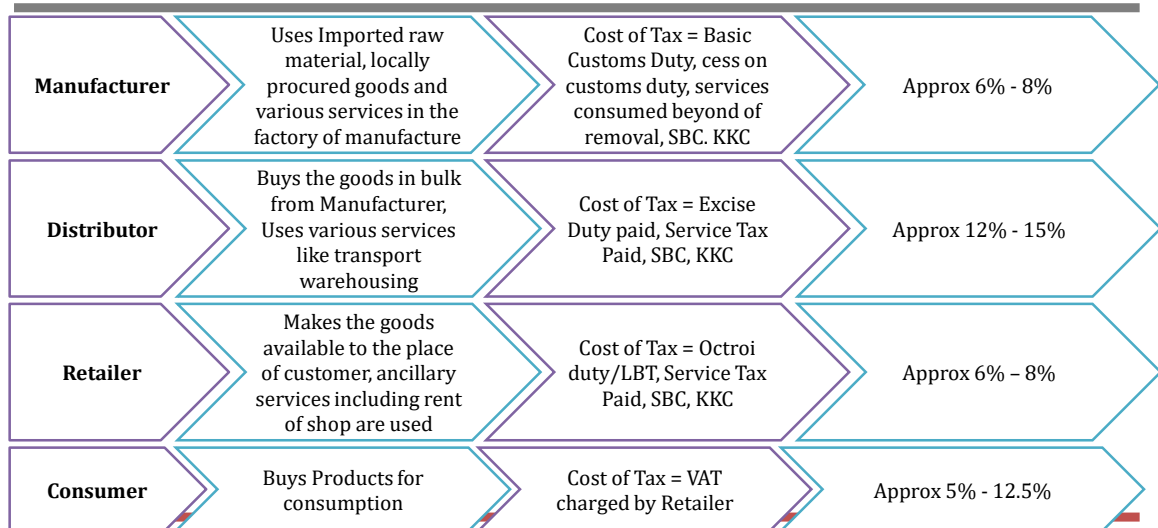 Manufacturer
Uses Imported raw
material, locally
procured goods and
various services in the
factory of manufacture
Cost of Tax = Basic
Customs Duty, cess on
customs duty, services
consumed beyond of
removal, SBC. KKC
Approx 6% - 8%
Distributor
Buys the goods in bulk
from Manufacturer,
Uses various services
like transport
warehousing
Cost of Tax = Excise
Duty paid, Service Tax
Paid, SBC, KKC
Approx 12% - 15%
Retailer
Makes the goods
available to the place
of customer, ancillary
services including rent
of shop are used
Cost of Tax = Octroi
duty/LBT, Service Tax
Paid, SBC, KKC
Approx 6% – 8%
Consumer
Buys Products for
consumption
Cost of Tax = VAT
charged by Retailer
Approx 5% - 12.5%